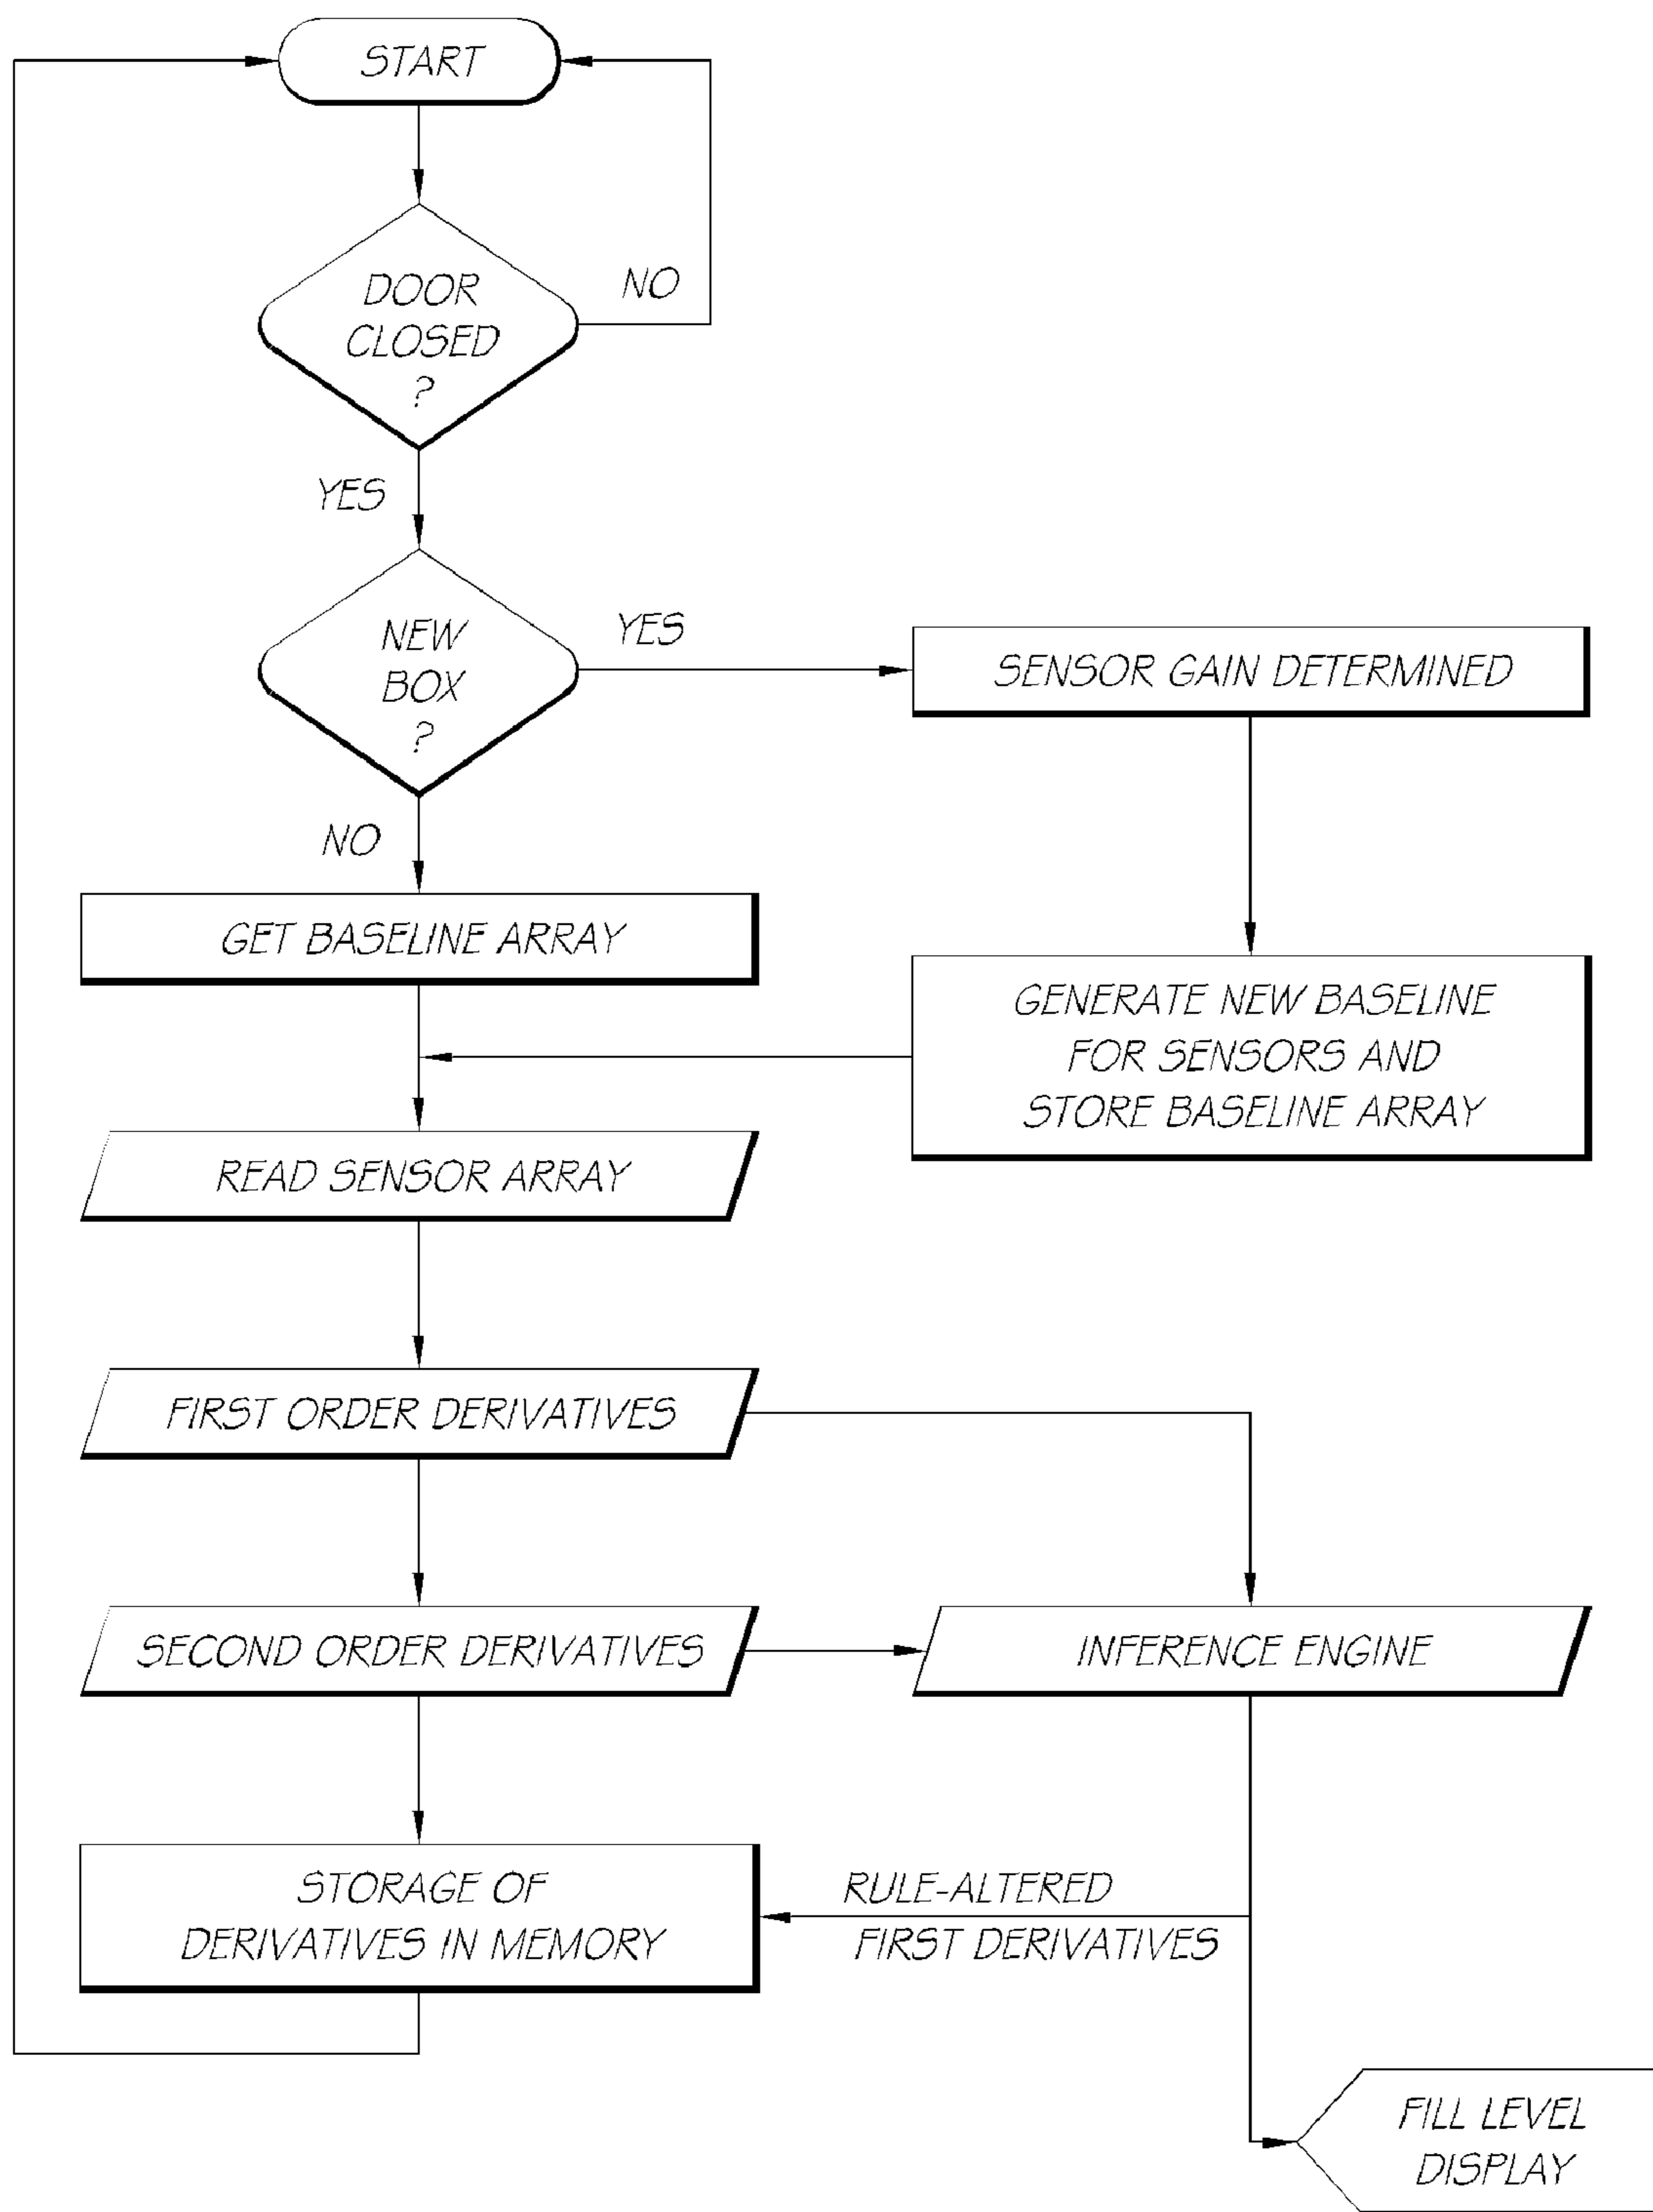 START
DOOR
CLOSED
?
NO
YES
NEW
BOX
?
YES
SENSOR GAIN DETERMINED
NO
GET BASELINE ARRAY
GENERATE NEW BASELINE
FOR SENSORS AND
STORE BASELINE ARRAY
READ SENSOR ARRAY
FIRST ORDER DERIVATIVES
SECOND ORDER DERIVATIVES
INFERENCE ENGINE
STORAGE OF
DERIVATIVES IN MEMORY
RULE-ALTERED
FIRST DERIVATIVES
FILL LEVEL
DISPLAY